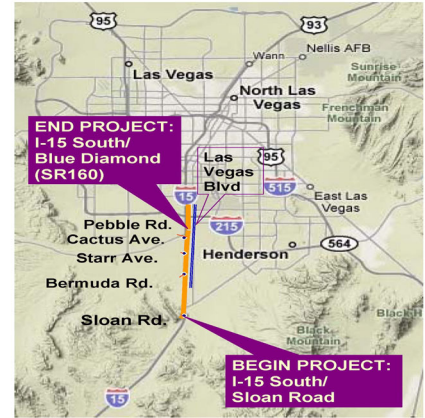 95
93
Nellis AFB
Wann
Las Vegas
Sunrise
Mountain
North Las
Vegas
Frenchman
Mountain
END PROJECT:
I-15 South/
Blue Diamond
(SR160)
Las
Vegas
Blvd
95
15
515
East Las
Vegas
Pebble Rd.
215
Cactus Ave.
564
Starr Ave.
Henderson
Bermuda Rd.
Sloan Rd.
Black
Mountain
Black H
BEGIN PROJECT:
I-15 South/
Sloan Road
15